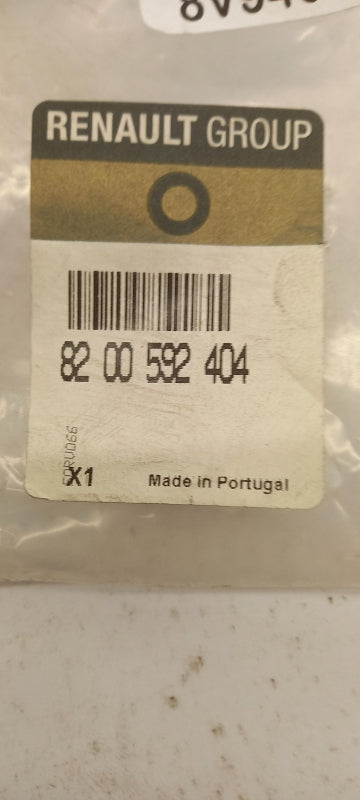 RENAULT GROUP
82 00 592 404
X1
Made in Portugal